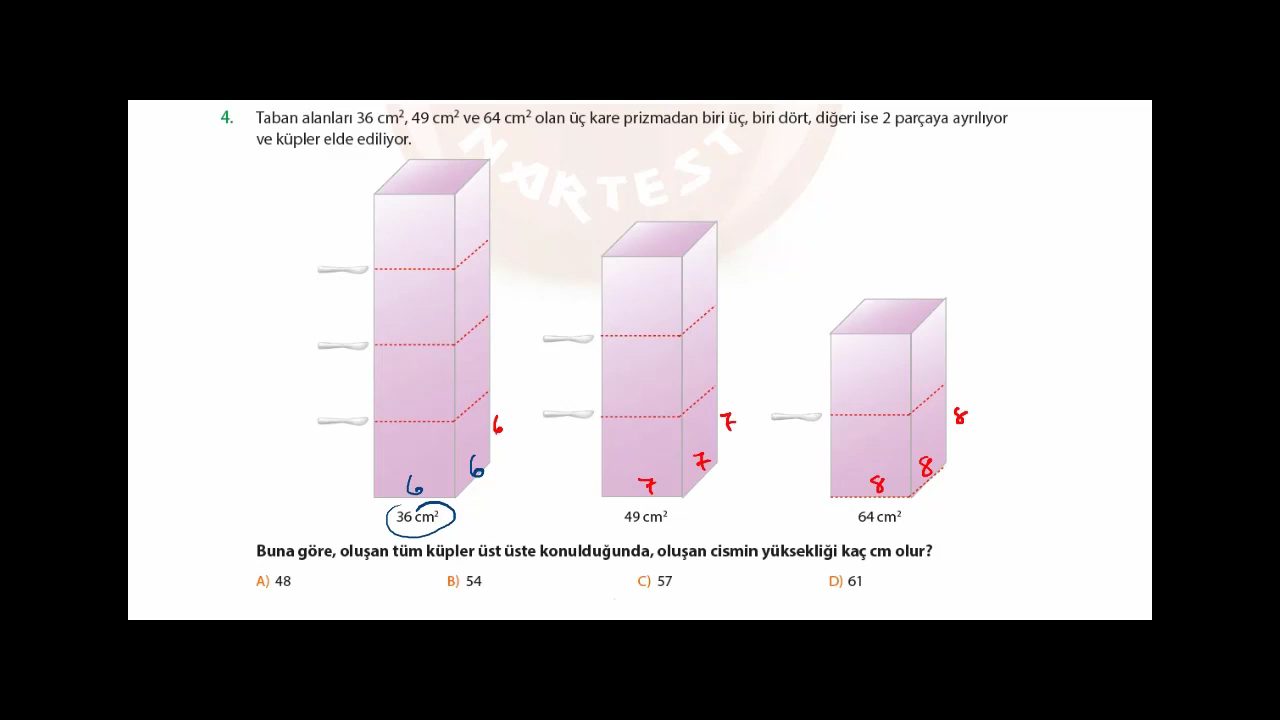 4. Taban alanları 36 cm², 49 cm² ve 64 cm² olan üç kare prizmadan biri üç, biri dört, diğeri ise 2 parçaya ayrılıyor
ve küpler elde ediliyor.
NARTEST
6
7
8
6
7
8
6
7
8
36 cm²
49 cm²
64 cm²
Buna göre, oluşan tüm küpler üst üste konulduğunda, oluşan cismin yüksekliği kaç cm olur?
A) 48
B) 54
C) 57
D) 61